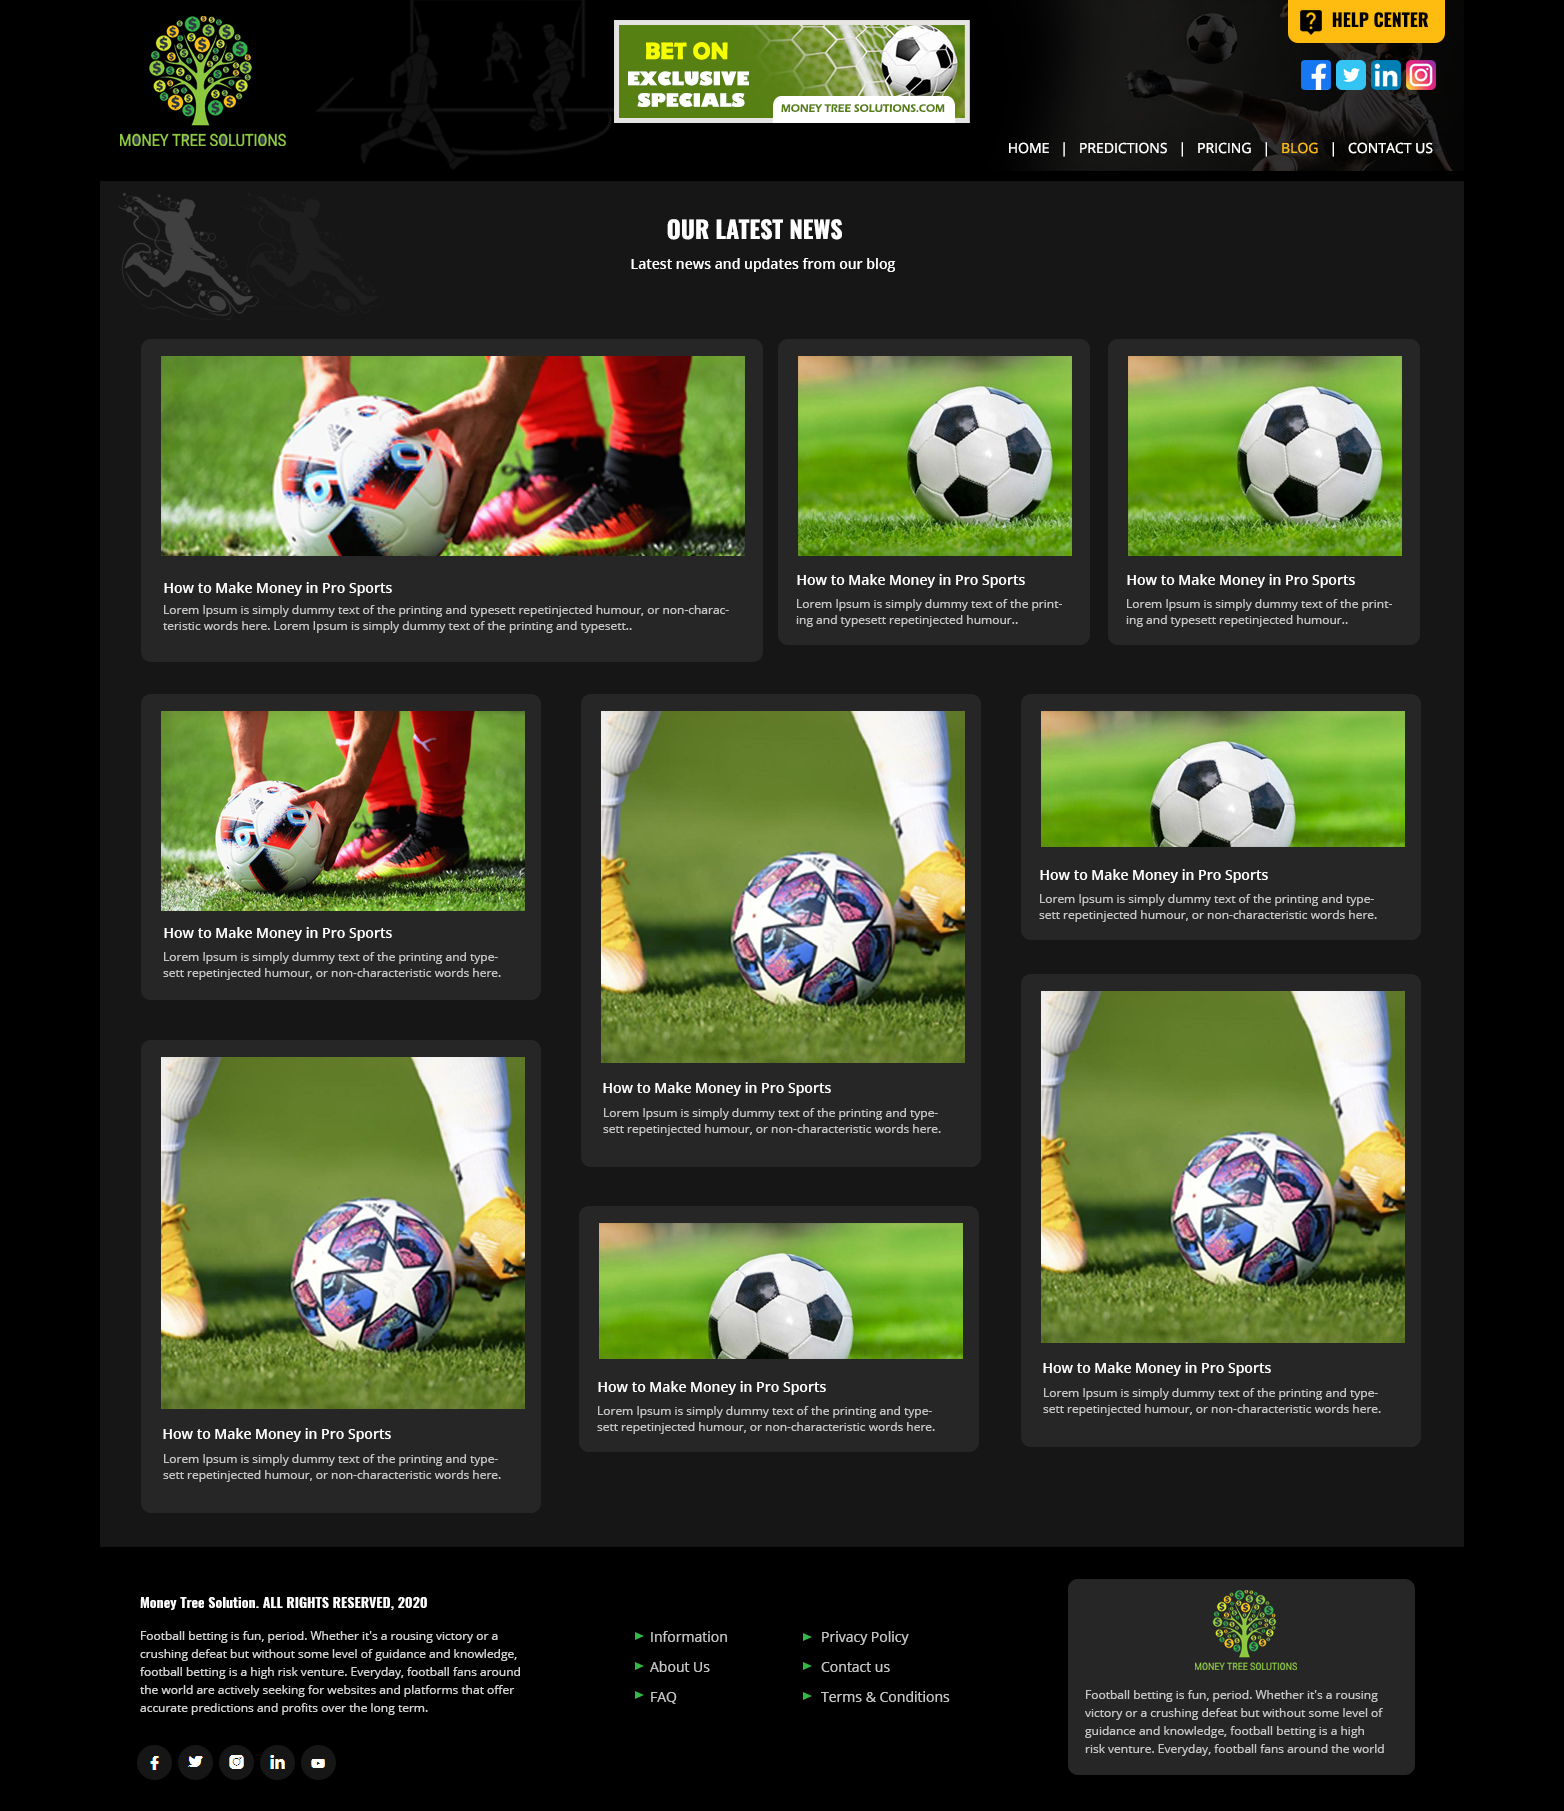 HELP CENTER
BET ON
EXCLUSIVE
SPECIALS
MONEY TREE SOLUTIONS.COM
MONEY TREE SOLUTIONS
HOME | PREDICTIONS | PRICING | BLOG | CONTACT US
OUR LATEST NEWS
Latest news and updates from our blog
How to Make Money in Pro Sports
Lorem Ipsum is simply dummy text of the printing and typesett repetinjected humour, or non-charac-
teristic words here. Lorem Ipsum is simply dummy text of the printing and typesett..
How to Make Money in Pro Sports
Lorem Ipsum is simply dummy text of the print-
ing and typesett repetinjected humour..
How to Make Money in Pro Sports
Lorem Ipsum is simply dummy text of the print-
ing and typesett repetinjected humour..
How to Make Money in Pro Sports
Lorem Ipsum is simply dummy text of the printing and type-
sett repetinjected humour, or non-characteristic words here.
How to Make Money in Pro Sports
Lorem Ipsum is simply dummy text of the printing and type-
sett repetinjected humour, or non-characteristic words here.
How to Make Money in Pro Sports
Lorem Ipsum is simply dummy text of the printing and type-
sett repetinjected humour, or non-characteristic words here.
How to Make Money in Pro Sports
Lorem Ipsum is simply dummy text of the printing and type-
sett repetinjected humour, or non-characteristic words here.
How to Make Money in Pro Sports
Lorem Ipsum is simply dummy text of the printing and type-
sett repetinjected humour, or non-characteristic words here.
How to Make Money in Pro Sports
Lorem Ipsum is simply dummy text of the printing and type-
sett repetinjected humour, or non-characteristic words here.
Money Tree Solution. ALL RIGHTS RESERVED, 2020
Football betting is fun, period. Whether it's a rousing victory or a
crushing defeat but without some level of guidance and knowledge,
football betting is a high risk venture. Everyday, football fans around
the world are actively seeking for websites and platforms that offer
accurate predictions and profits over the long term.
Information
About Us
FAQ
Privacy Policy
Contact us
Terms & Conditions
MONEY TREE SOLUTIONS
Football betting is fun, period. Whether it's a rousing
victory or a crushing defeat but without some level of
guidance and knowledge, football betting is a high
risk venture. Everyday, football fans around the world